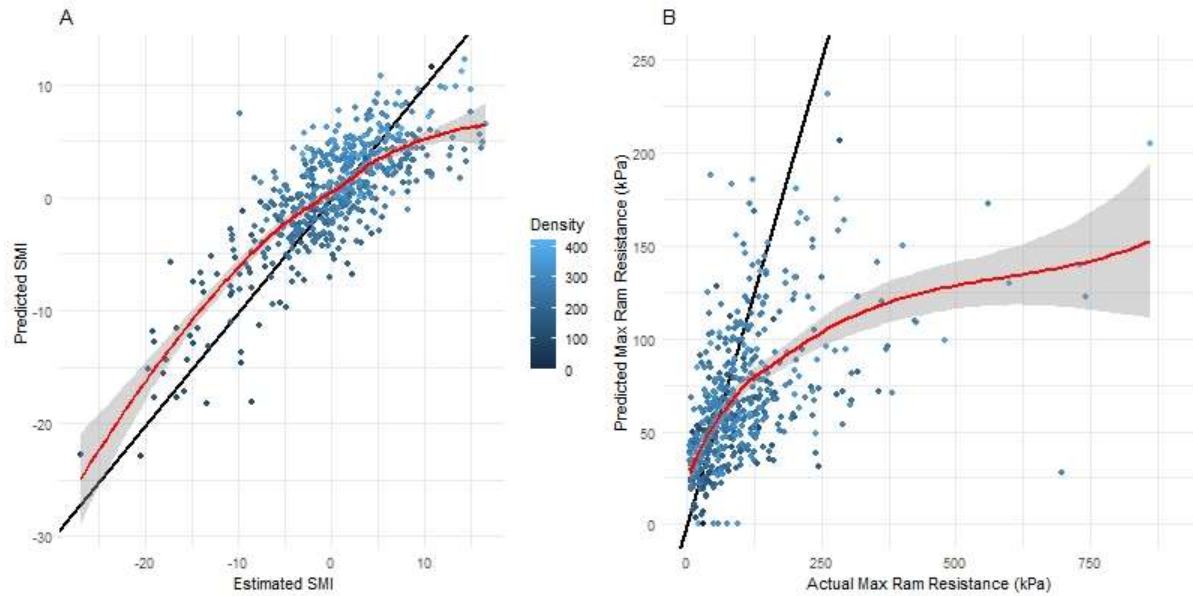 A
10
0
-10
-20
-30
Predicted SMI
-20 -10 0 10
Estimated SMI
Density
400
300
200
100
0
B
250
200
150
100
50
0
Predicted Max Ram Resistance (kPa)
0 250 500 750
Actual Max Ram Resistance (kPa)